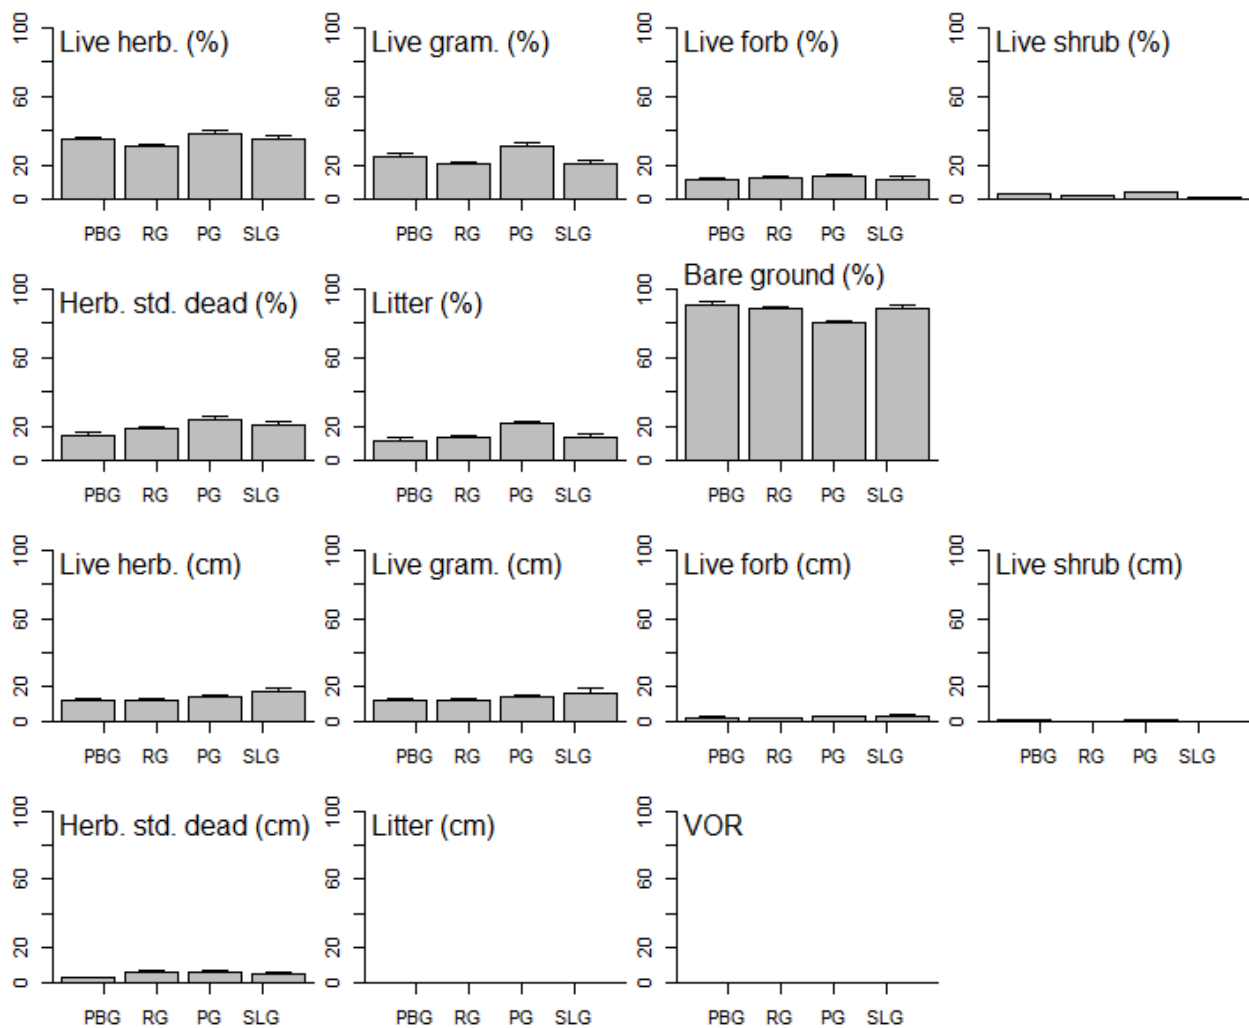 Live herb. (%)
0 20 60 100
PBG RG PG SLG
Live gram. (%)
0 20 60 100
PBG RG PG SLG
Live forb (%)
0 20 60 100
PBG RG PG SLG
Live shrub (%)
0 20 60 100
PBG RG PG SLG
Herb. std. dead (%)
0 20 60 100
PBG RG PG SLG
Litter (%)
0 20 60 100
PBG RG PG SLG
Bare ground (%)
0 20 60 100
PBG RG PG SLG
Live herb. (cm)
0 20 60 100
PBG RG PG SLG
Live gram. (cm)
0 20 60 100
PBG RG PG SLG
Live forb (cm)
0 20 60 100
PBG RG PG SLG
Live shrub (cm)
0 20 60 100
PBG RG PG SLG
Herb. std. dead (cm)
0 20 60 100
PBG RG PG SLG
Litter (cm)
0 20 60 100
PBG RG PG SLG
VOR
0 20 60 100
PBG RG PG SLG